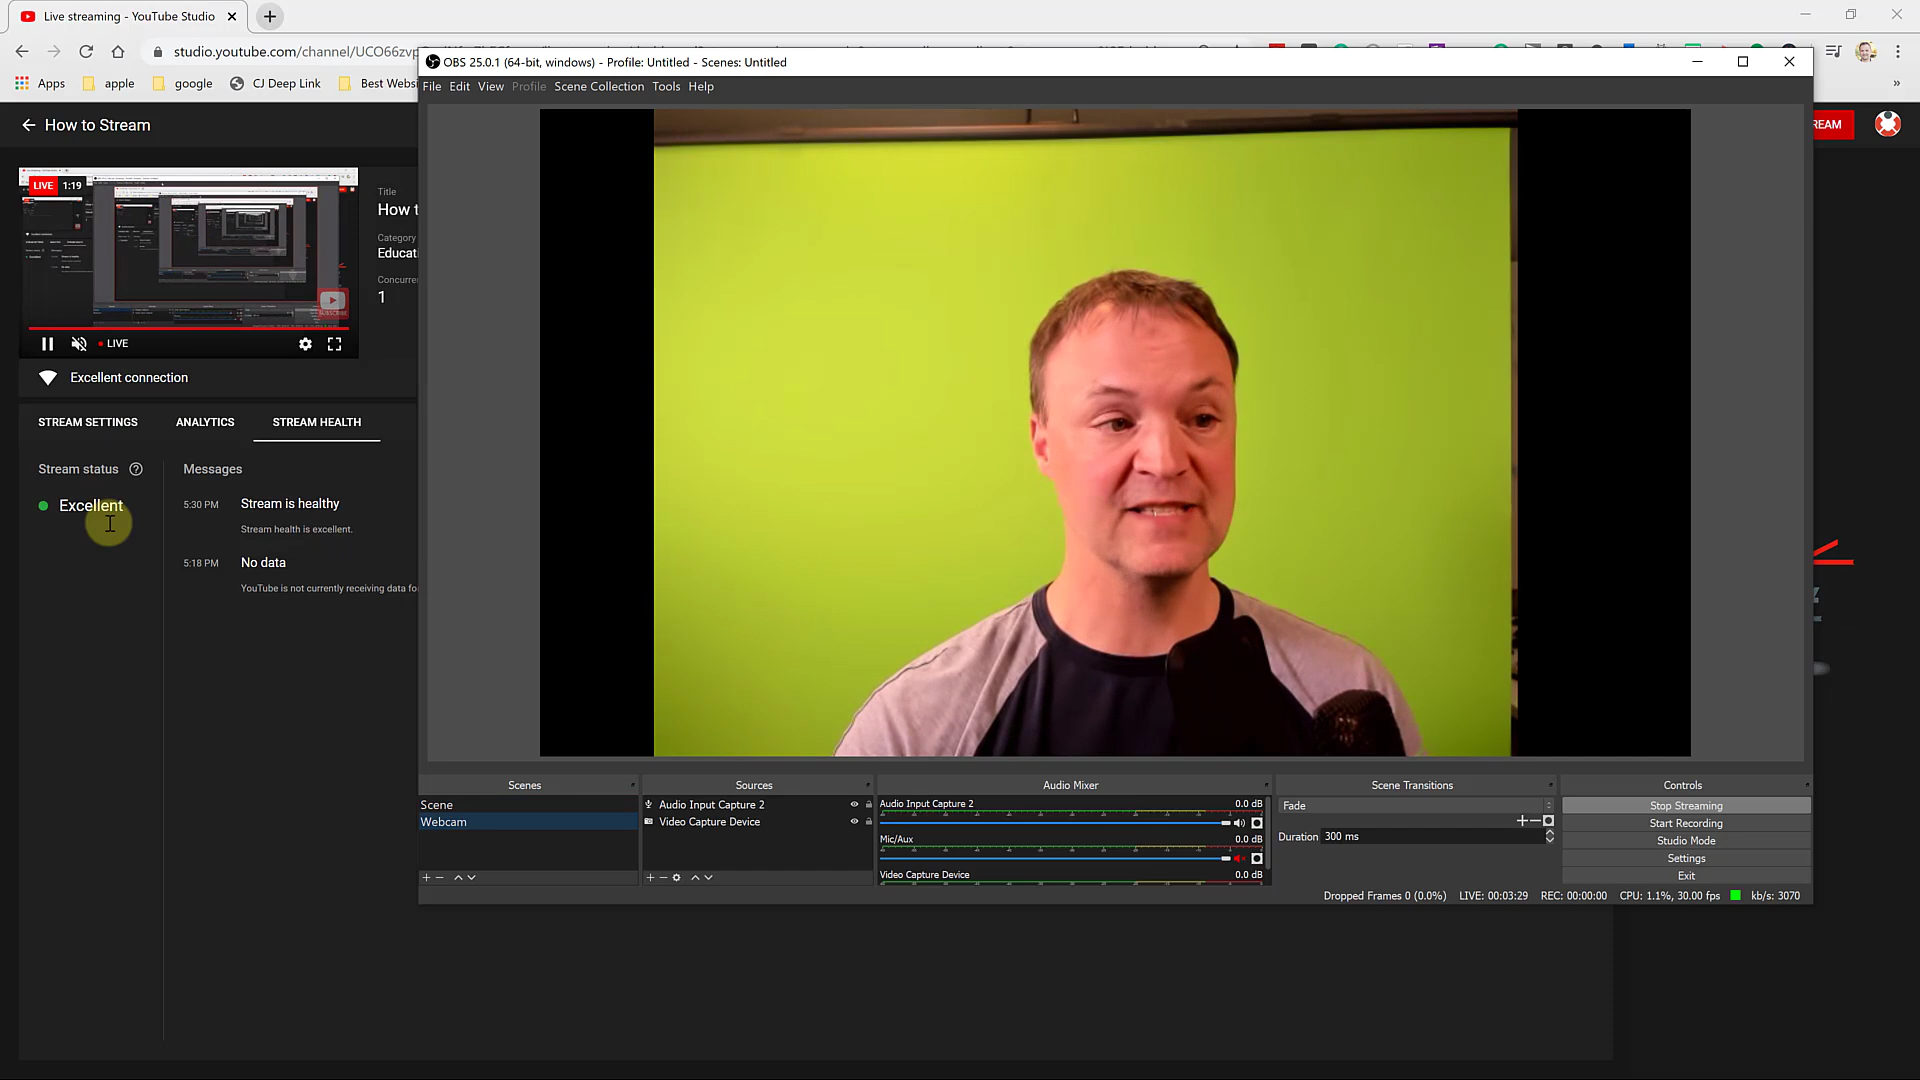 Live streaming - YouTube Studio
studio.youtube.com/channel/UCO66zvp
Apps
apple
google
CJ Deep Link
Best Websi
How to Stream
REAM
LIVE 1:19
LIVE
Title
How t
Category
Educati
Concurre
1
Excellent connection
STREAM SETTINGS
ANALYTICS
STREAM HEALTH
Stream status
Messages
Excellent
5:30 PM
Stream is healthy
Stream health is excellent.
5:18 PM
No data
YouTube is not currently receiving data fo
OBS 25.0.1 (64-bit, windows) - Profile: Untitled - Scenes: Untitled
File Edit View Profile Scene Collection Tools Help
Scenes
Scene
Webcam
Sources
Audio Input Capture 2
Video Capture Device
Audio Mixer
Audio Input Capture 2 0.0 dB
Mic/Aux 0.0 dB
Video Capture Device 0.0 dB
Scene Transitions
Fade
Duration 300 ms
Controls
Stop Streaming
Start Recording
Studio Mode
Settings
Exit
Dropped Frames 0 (0.0%) LIVE: 00:03:29 REC: 00:00:00 CPU: 1.1%, 30.00 fps kb/s: 3070